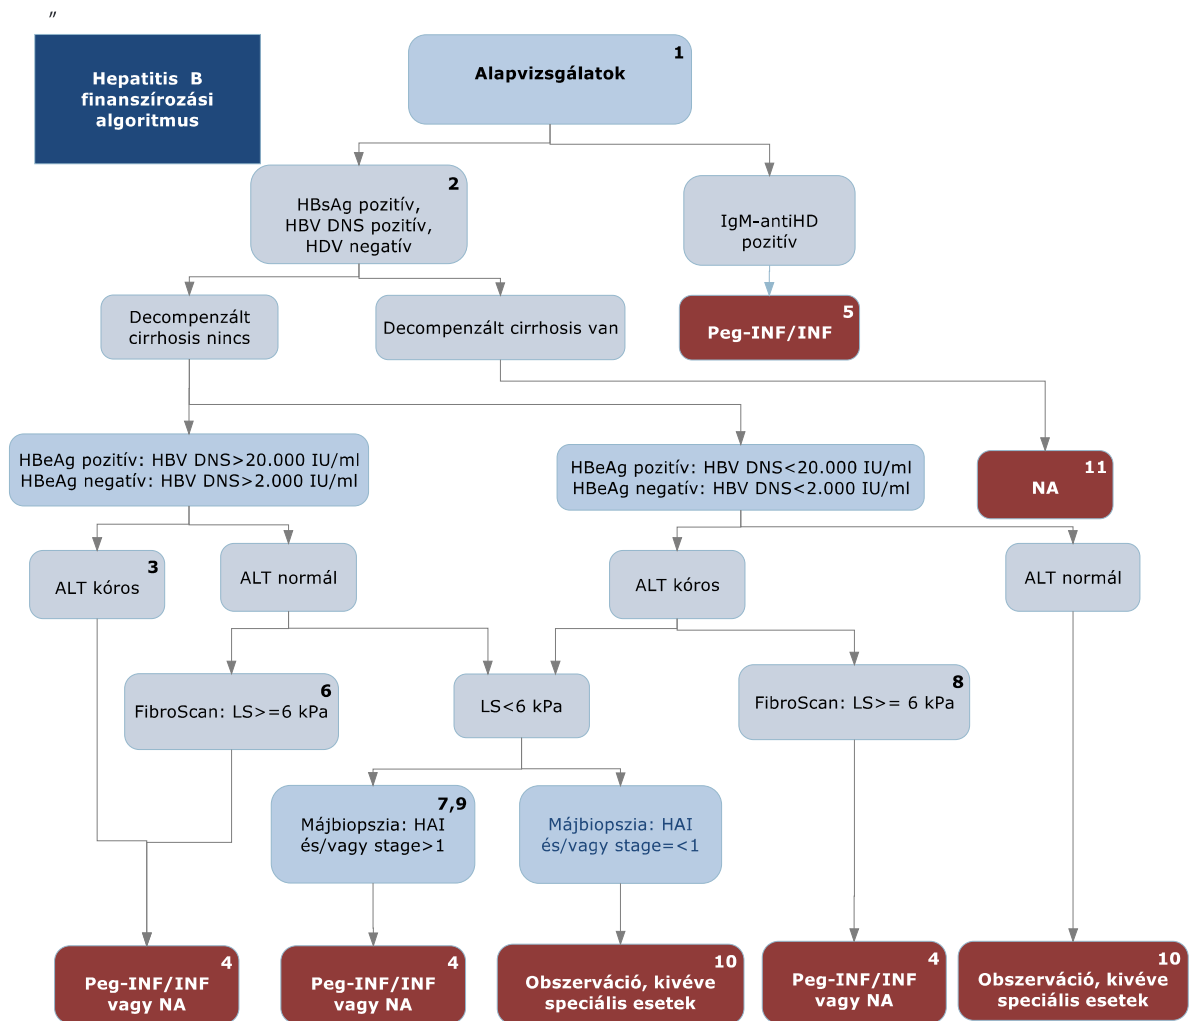 ”
Hepatitis B
finanszírozási
algoritmus
1
Alapvizsgálatok
2
HBsAg pozitív,
HBV DNS pozitív,
HDV negatív
IgM-antiHD
pozitív
Decompenzált
cirrhosis nincs
Decompenzált cirrhosis van
5
Peg-INF/INF
HBeAg pozitív: HBV DNS>20.000 IU/ml
HBeAg negatív: HBV DNS>2.000 IU/ml
HBeAg pozitív: HBV DNS<20.000 IU/ml
HBeAg negatív: HBV DNS<2.000 IU/ml
11
NA
3
ALT kóros
ALT normál
ALT kóros
ALT normál
6
FibroScan: LS>=6 kPa
LS<6 kPa
8
FibroScan: LS>= 6 kPa
7,9
Májbiopszia: HAI
és/vagy stage>1
Májbiopszia: HAI
és/vagy stage=<1
4
Peg-INF/INF
vagy NA
4
Peg-INF/INF
vagy NA
10
Obszerváció, kivéve
speciális esetek
4
Peg-INF/INF
vagy NA
10
Obszerváció, kivéve
speciális esetek